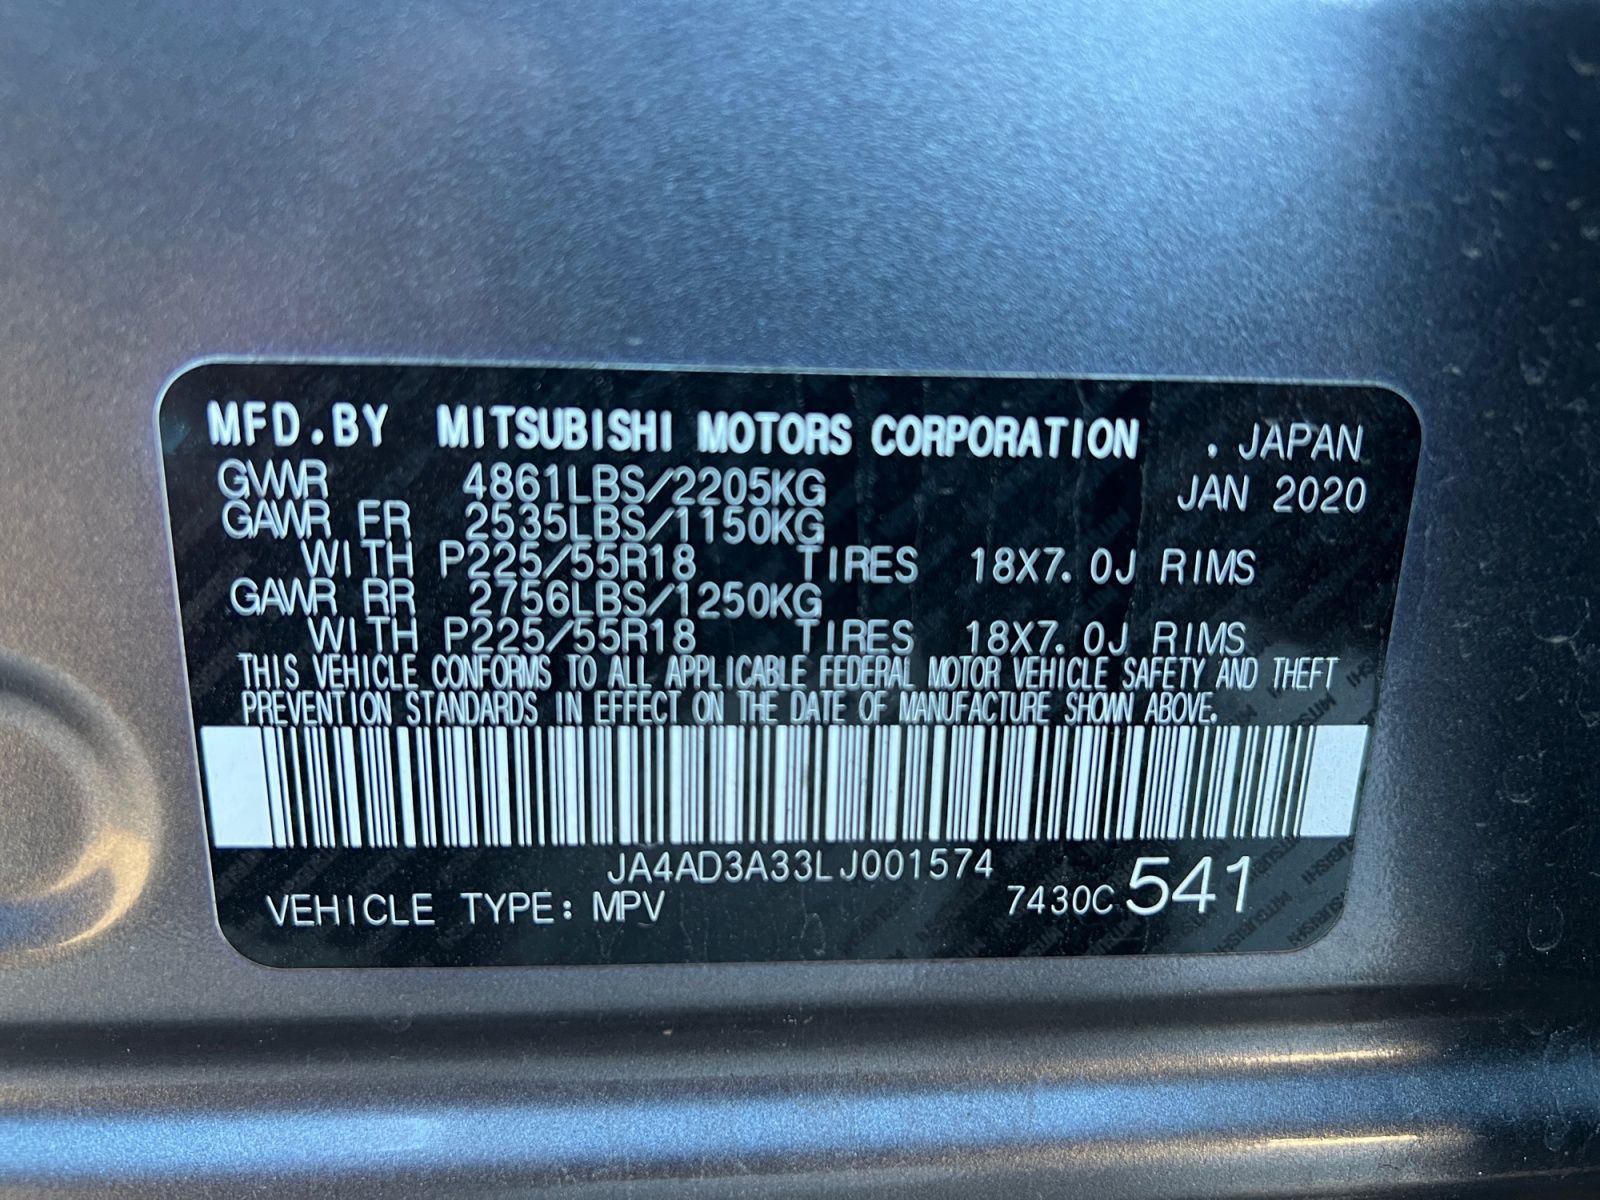 MFD.BY MITSUBISHI MOTORS CORPORATION . JAPAN
GVWR 4861LBS/2205KG JAN 2020
GAWR FR 2535LBS/1150KG
WITH P225/55R18 TIRES 18X7.0J RIMS
GAWR RR 2756LBS/1250KG
WITH P225/55R18 TIRES 18X7.0J RIMS
THIS VEHICLE CONFORMS TO ALL APPLICABLE FEDERAL MOTOR VEHICLE SAFETY AND THEFT
PREVENTION STANDARDS IN EFFECT ON THE DATE OF MANUFACTURE SHOWN ABOVE.
JA4AD3A33LJ001574
VEHICLE TYPE: MPV 7430C 541